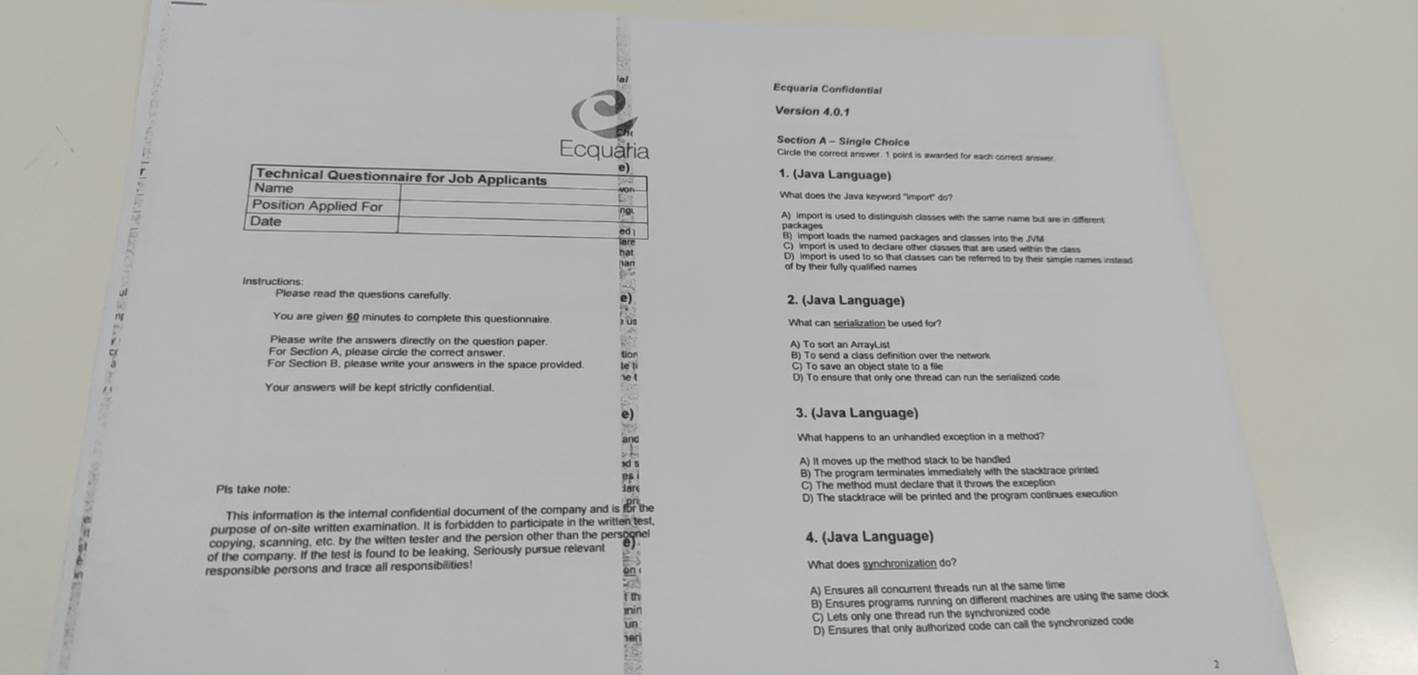 Ecquaria
Technical Questionnaire for Job Applicants
Name
Position Applied For
Date
Instructions:
Please read the questions carefully.
You are given 60 minutes to complete this questionnaire.
Please write the answers directly on the question paper.
For Section A, please circle the correct answer.
For Section B, please write your answers in the space provided.
Your answers will be kept strictly confidential.
Pls take note:
This information is the internal confidential document of the company and is for the
purpose of on-site written examination. It is forbidden to participate in the written test,
copying, scanning, etc. by the witten tester and the persion other than the personnel
of the company. If the test is found to be leaking, Seriously pursue relevant
responsible persons and trace all responsibilities!
Ecquaria Confidential
Version 4.0.1
Section A – Single Choice
Circle the correct answer. 1 point is awarded for each correct answer.
1. (Java Language)
What does the Java keyword "import" do?
A) import is used to distinguish classes with the same name but are in different
packages
B) import loads the named packages and classes into the JVM
C) import is used to declare other classes that are used within the class
D) import is used to so that classes can be referred to by their simple names instead
of by their fully qualified names
2. (Java Language)
What can serialization be used for?
A) To sort an ArrayList
B) To send a class definition over the network
C) To save an object state to a file
D) To ensure that only one thread can run the serialized code
3. (Java Language)
What happens to an unhandled exception in a method?
A) It moves up the method stack to be handled
B) The program terminates immediately with the stacktrace printed
C) The method must declare that it throws the exception
D) The stacktrace will be printed and the program continues execution
4. (Java Language)
What does synchronization do?
A) Ensures all concurrent threads run at the same time
B) Ensures programs running on different machines are using the same clock
C) Lets only one thread run the synchronized code
D) Ensures that only authorized code can call the synchronized code
2